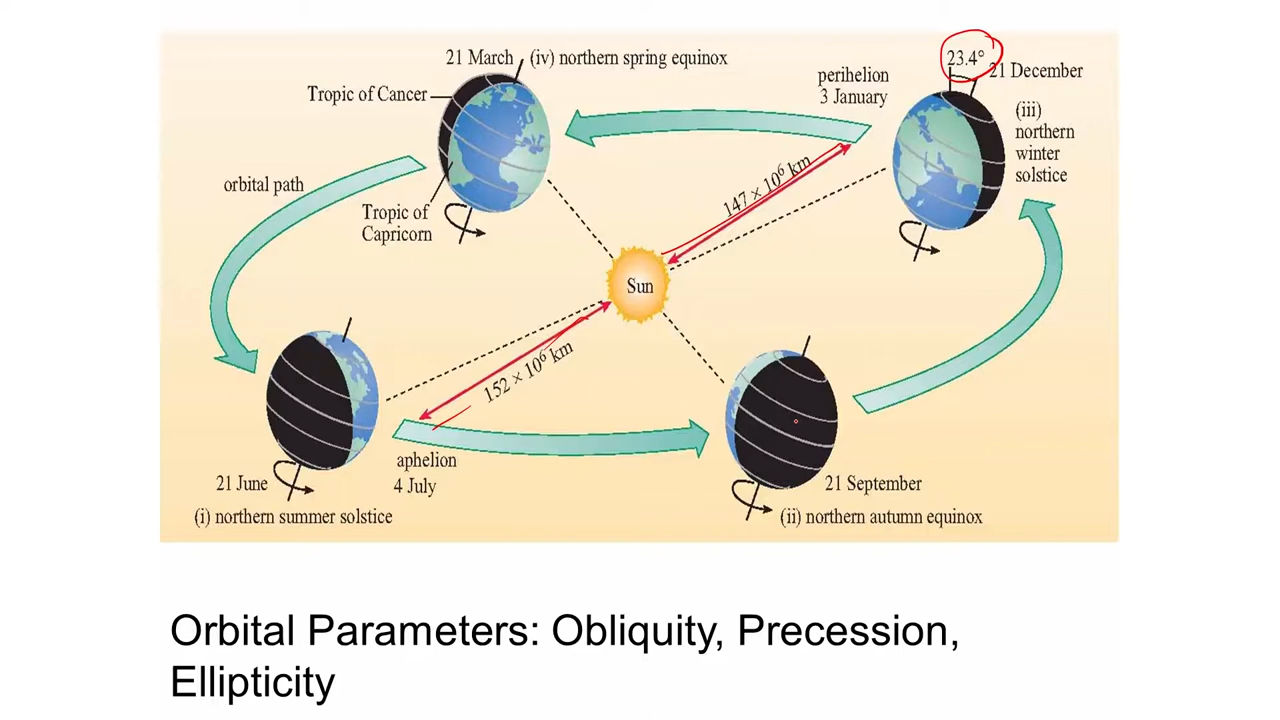 21 March (iv) northern spring equinox
Tropic of Cancer
Tropic of
Capricorn
orbital path
perihelion
3 January
23.4°
21 December
(iii)
northern
winter
solstice
147 × 10⁶ km
Sun
152 × 10⁶ km
aphelion
4 July
21 June
(i) northern summer solstice
21 September
(ii) northern autumn equinox
Orbital Parameters: Obliquity, Precession,
Ellipticity